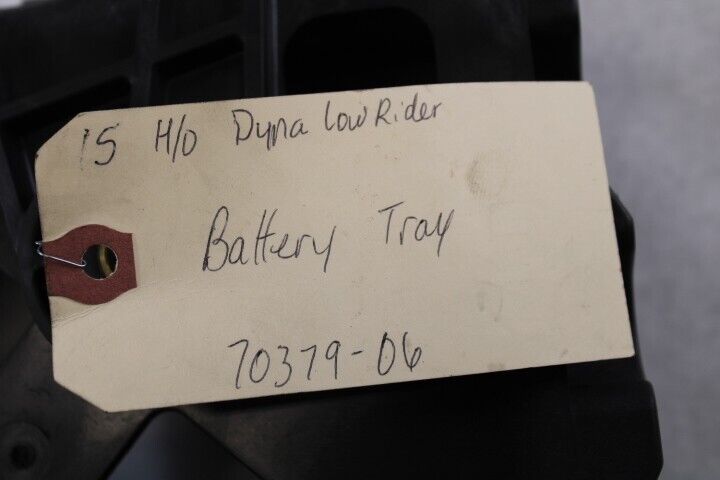 15 H/D Dyna Low Rider
Battery Tray
70379-06